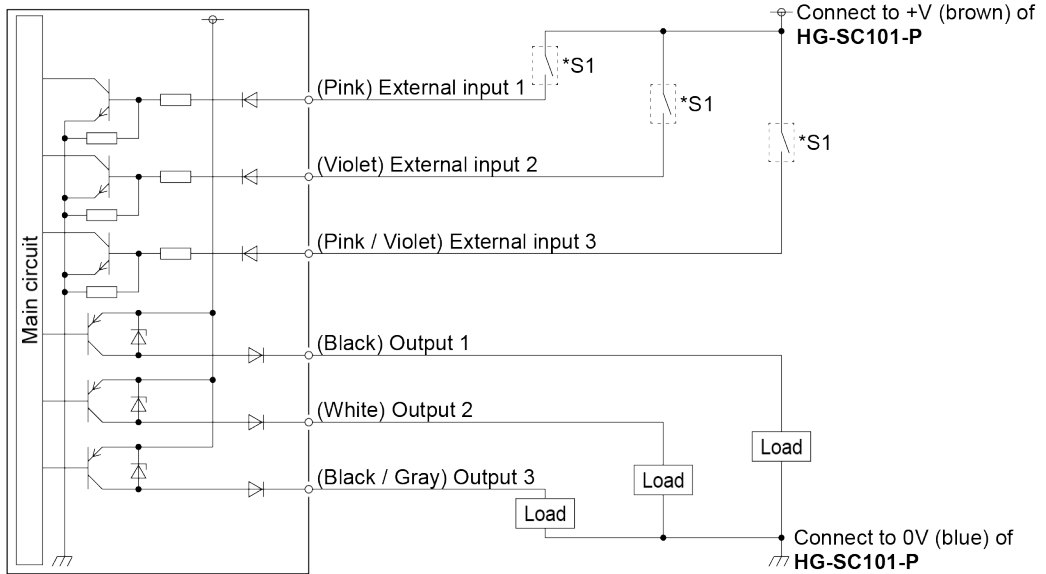 Connect to +V (brown) of
HG-SC101-P
*S1
(Pink) External input 1
*S1
*S1
(Violet) External input 2
(Pink / Violet) External input 3
Main circuit
(Black) Output 1
(White) Output 2
Load
(Black / Gray) Output 3
Load
Load
Connect to 0V (blue) of
HG-SC101-P